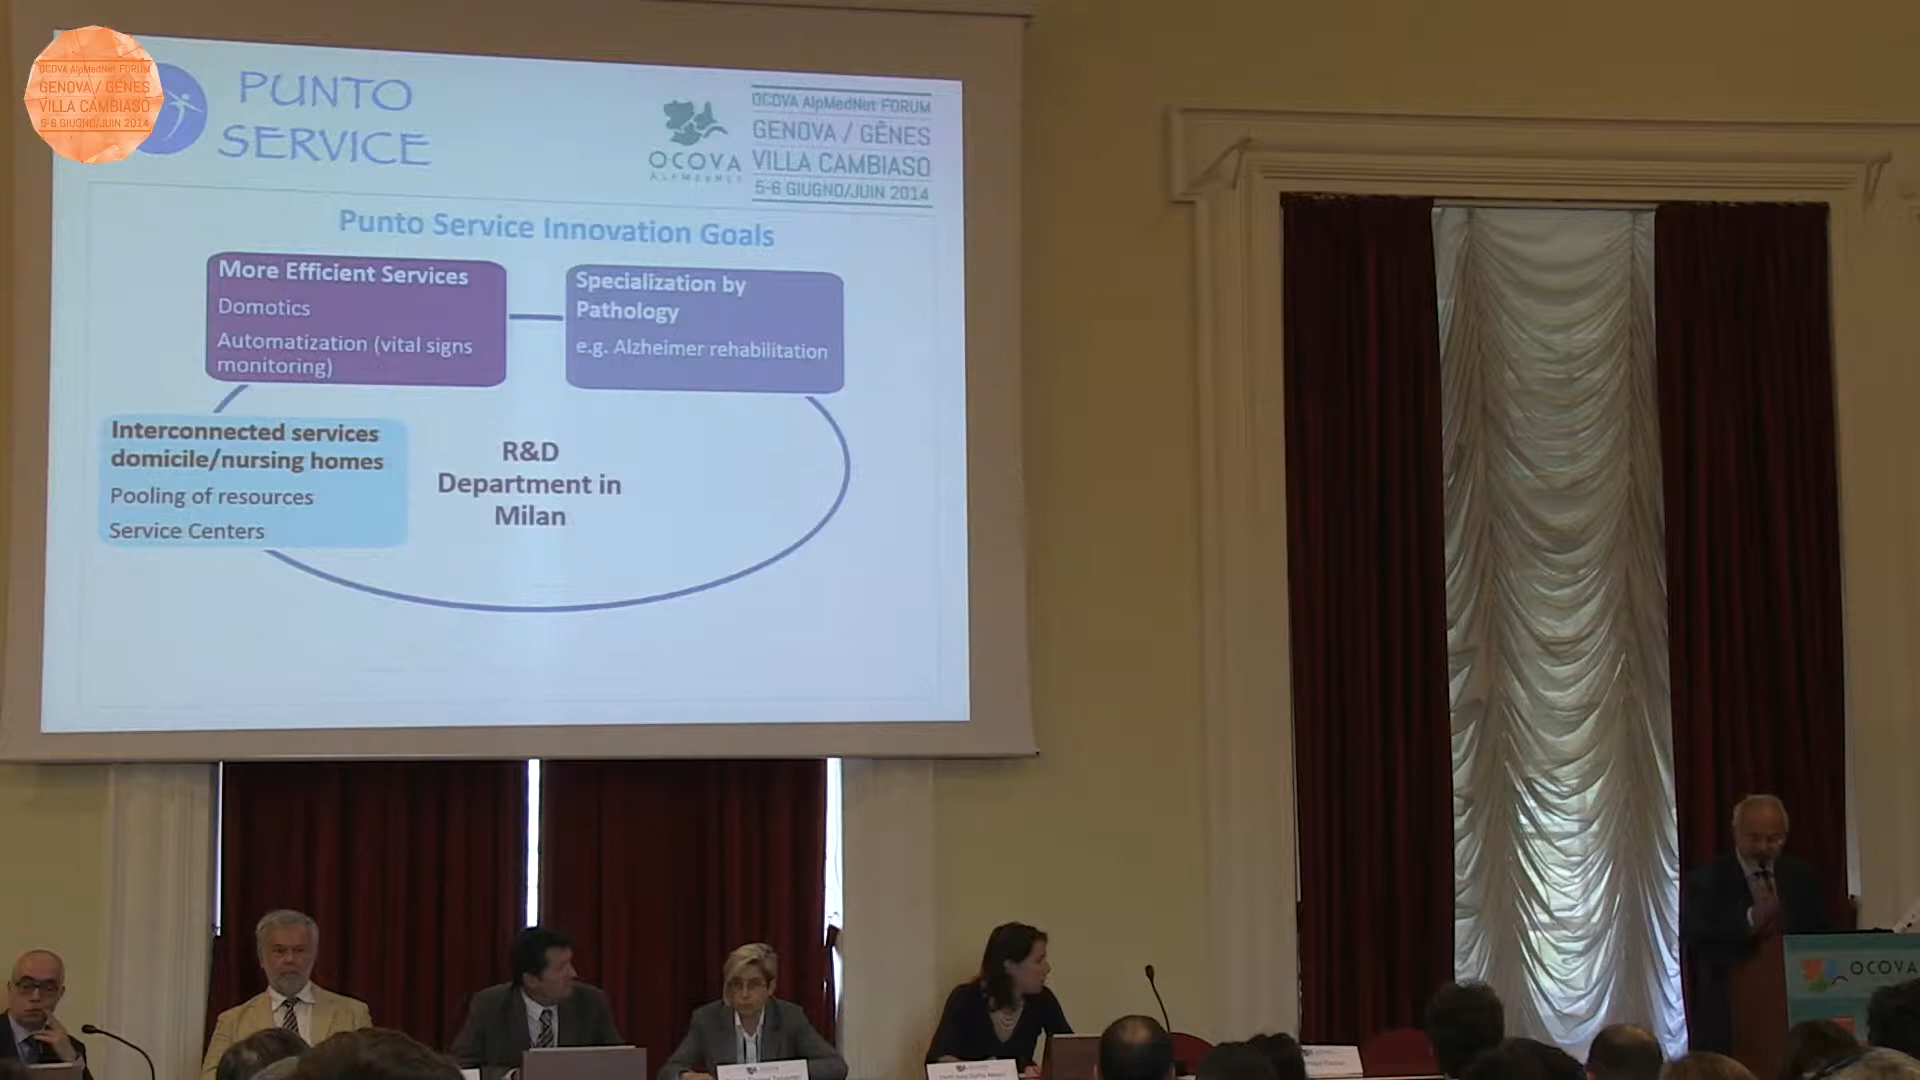 OCOVA AlpMedNet FORUM
GENOVA / GÊNES
VILLA CAMBIASO
5-6 GIUGNO/JUIN 2014
PUNTO
SERVICE
OCOVA
ALPMEDNET
OCOVA AlpMedNet FORUM
GENOVA / GÊNES
VILLA CAMBIASO
5-6 GIUGNO/JUIN 2014
Punto Service Innovation Goals
More Efficient Services
Domotics
Automatization (vital signs
monitoring)
Specialization by
Pathology
e.g. Alzheimer rehabilitation
Interconnected services
domicile/nursing homes
Pooling of resources
Service Centers
R&D
Department in
Milan
OCOVA